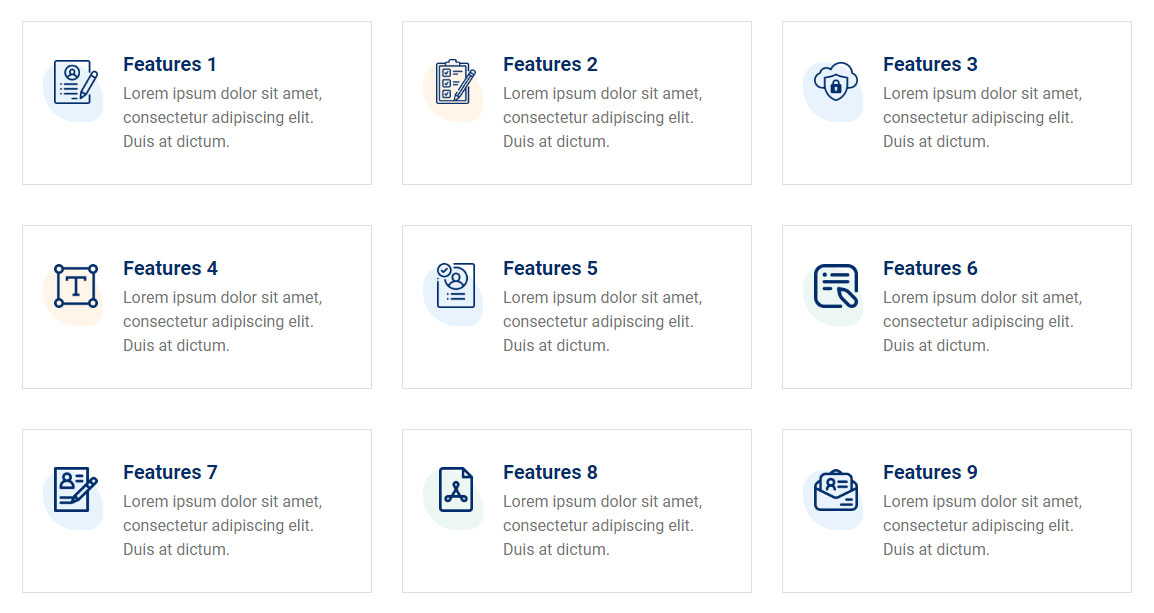 Features 1
Lorem ipsum dolor sit amet,
consectetur adipiscing elit.
Duis at dictum.
Features 2
Lorem ipsum dolor sit amet,
consectetur adipiscing elit.
Duis at dictum.
Features 3
Lorem ipsum dolor sit amet,
consectetur adipiscing elit.
Duis at dictum.
Features 4
Lorem ipsum dolor sit amet,
consectetur adipiscing elit.
Duis at dictum.
Features 5
Lorem ipsum dolor sit amet,
consectetur adipiscing elit.
Duis at dictum.
Features 6
Lorem ipsum dolor sit amet,
consectetur adipiscing elit.
Duis at dictum.
Features 7
Lorem ipsum dolor sit amet,
consectetur adipiscing elit.
Duis at dictum.
Features 8
Lorem ipsum dolor sit amet,
consectetur adipiscing elit.
Duis at dictum.
Features 9
Lorem ipsum dolor sit amet,
consectetur adipiscing elit.
Duis at dictum.